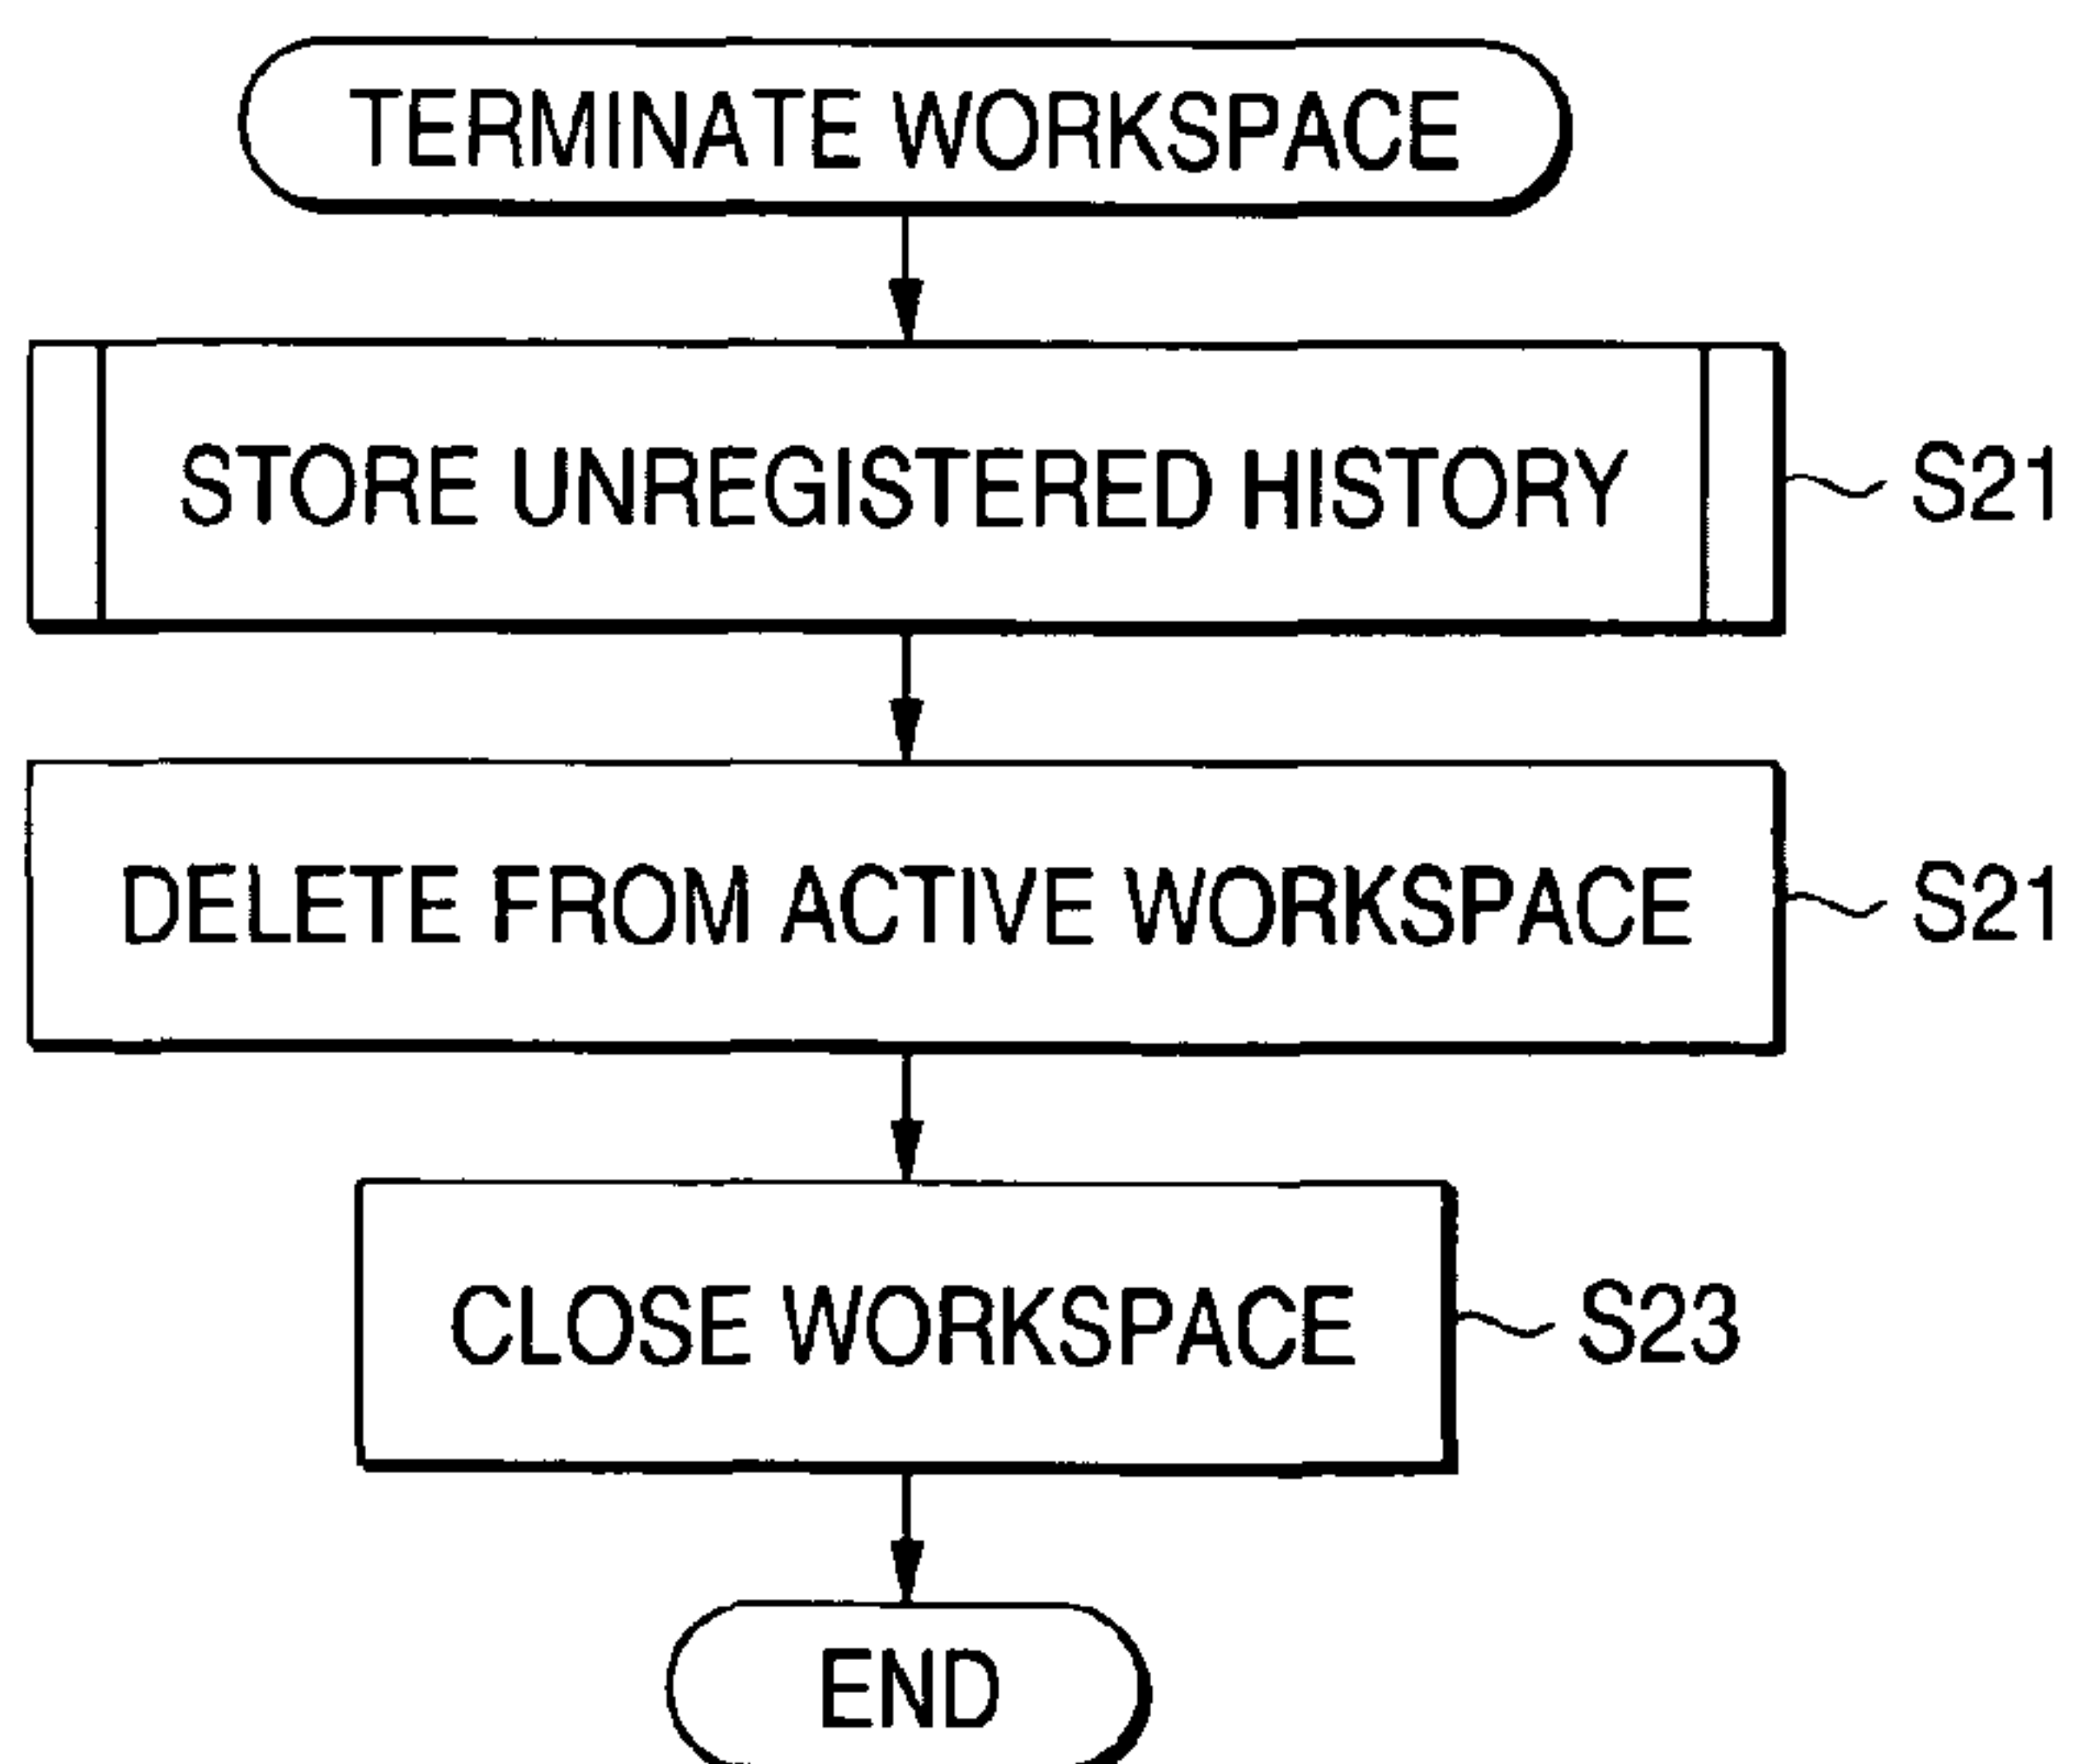 TERMINATE WORKSPACE
STORE UNREGISTERED HISTORY
S21
DELETE FROM ACTIVE WORKSPACE
S21
CLOSE WORKSPACE
S23
END